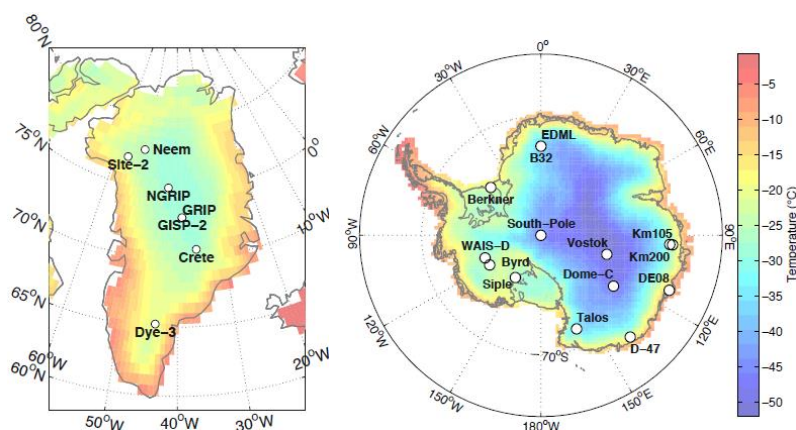 80°N
75°N
70°N
65°N
60°N
60°W
50°W
40°W
30°W
20°W
10°W
0°
Neem
Site-2
NGRIP
GRIP
GISP-2
Crete
Dye-3
0°
30°W
30°E
60°W
60°E
90°W
90°E
120°W
120°E
150°W
150°E
180°W
-70°S
EDML
B32
Berkner
South-Pole
WAIS-D
Byrd
Siple
Vostok
Dome-C
Km105
Km200
DE08
Talos
D-47
-5
-10
-15
-20
-25
-30
-35
-40
-45
-50
Temperature (°C)